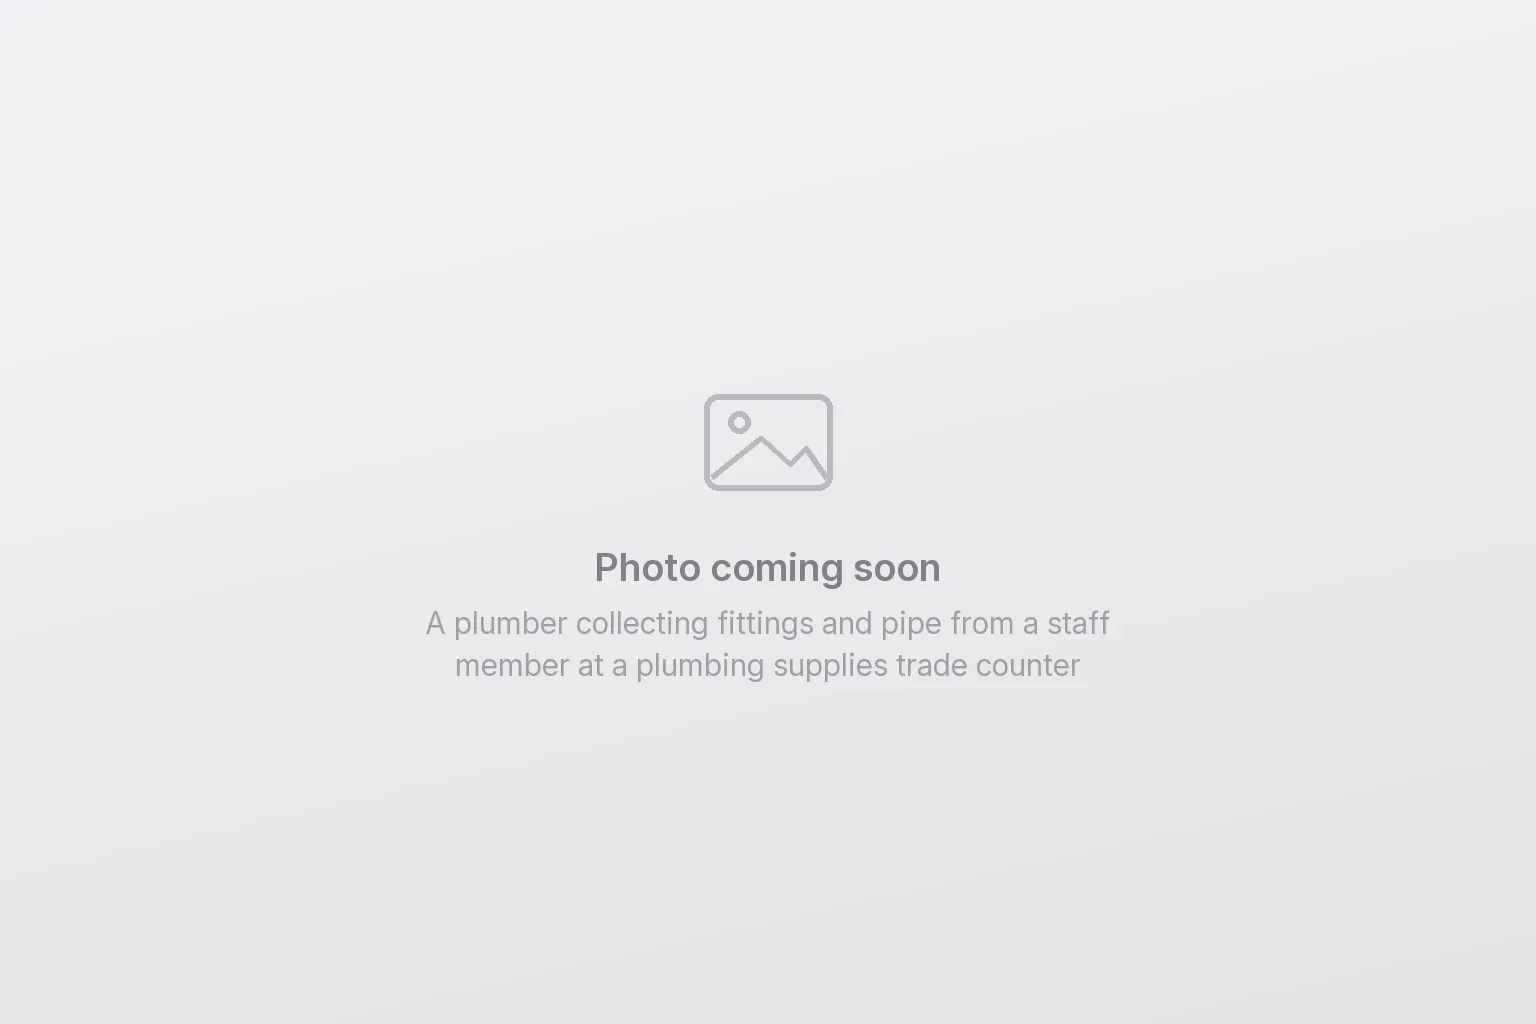 Photo coming soon
A plumber collecting fittings and pipe from a staff
member at a plumbing supplies trade counter